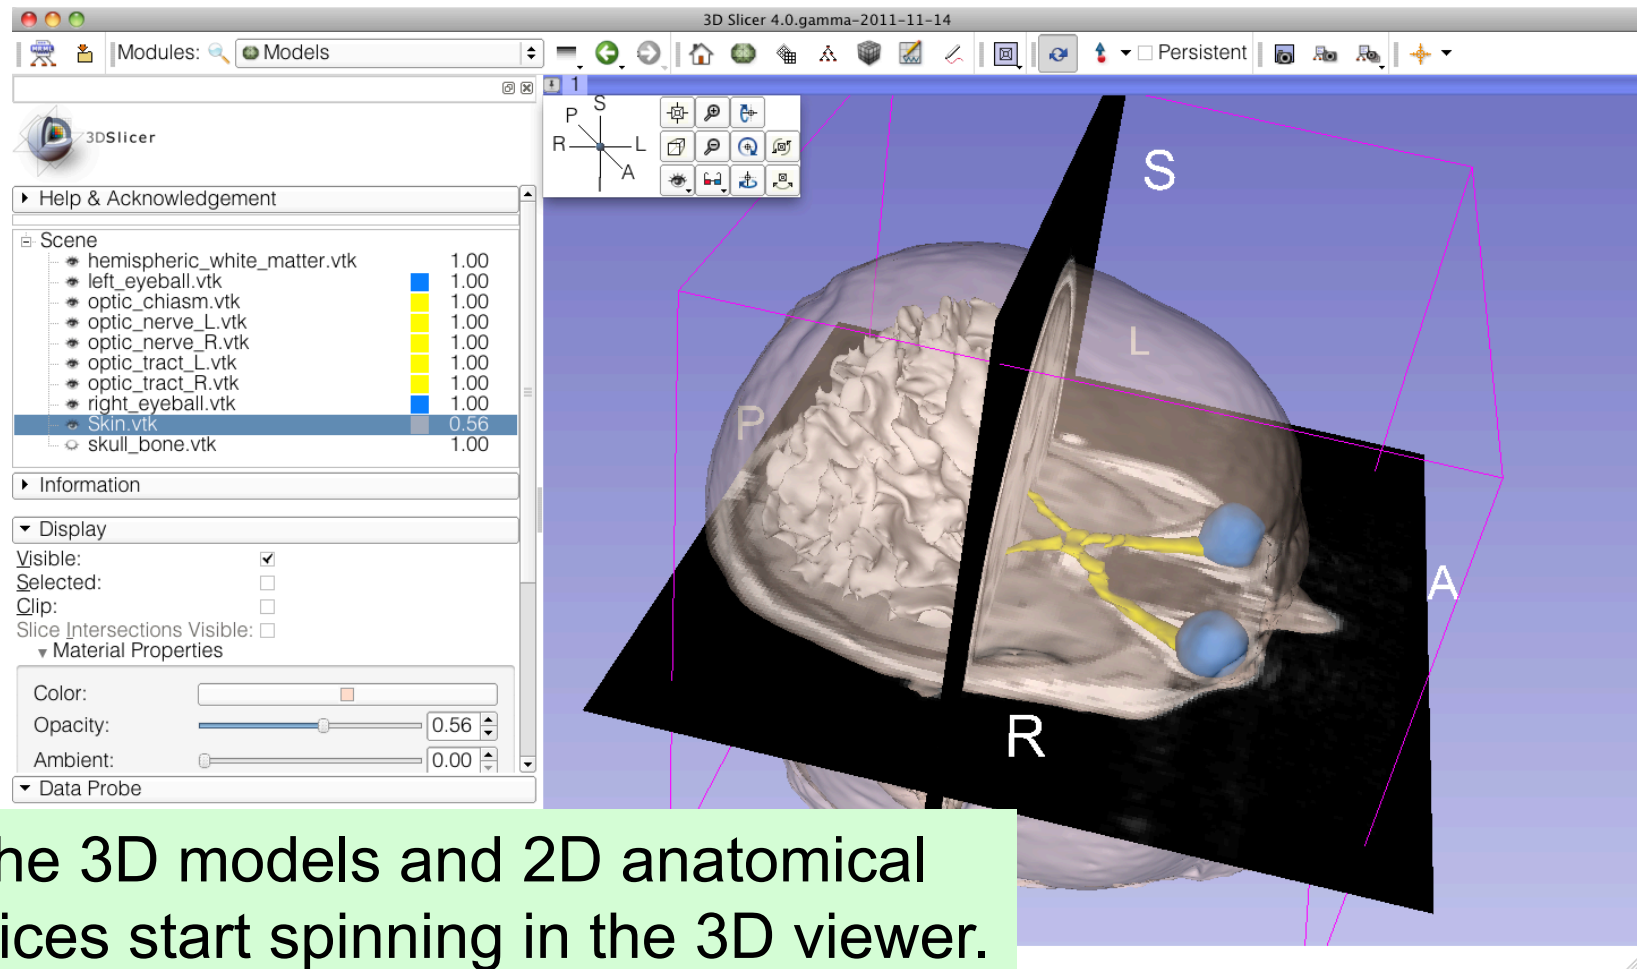 3D Slicer 4.0.gamma-2011-11-14
Modules: Models
Persistent
1
3DSlicer
Help & Acknowledgement
Scene
hemispheric_white_matter.vtk 1.00
left_eyeball.vtk 1.00
optic_chiasm.vtk 1.00
optic_nerve_L.vtk 1.00
optic_nerve_R.vtk 1.00
optic_tract_L.vtk 1.00
optic_tract_R.vtk 1.00
right_eyeball.vtk 1.00
Skin.vtk 0.56
skull_bone.vtk 1.00
Information
Display
Visible:
Selected:
Clip:
Slice Intersections Visible:
Material Properties
Color:
Opacity: 0.56
Ambient: 0.00
Data Probe
S
P
R L
A
S
L
P
A
R
he 3D models and 2D anatomical
ices start spinning in the 3D viewer.